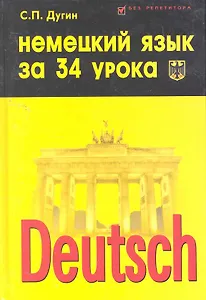 С.П. Дугин
БЕЗ РЕПЕТИТОРА
немецкий язык
за 34 урока
Deutsch